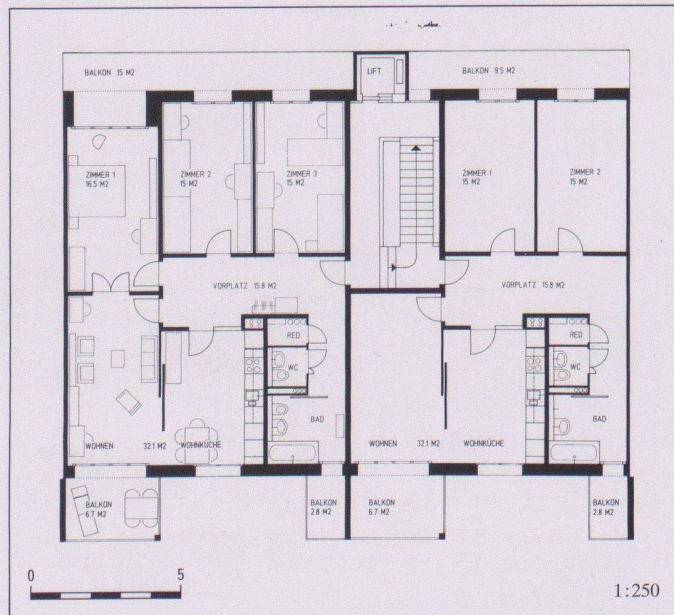 LIFT
BALKON 15 M2
BALKON 9.5 M2
ZIMMER 1
16.5 M2
ZIMMER 2
15 M2
ZIMMER 3
15 M2
ZIMMER 1
15 M2
ZIMMER 2
15 M2
VORPLATZ 15.8 M2
VORPLATZ 15.8 M2
RED
RED
WC
WC
BAD
BAD
WOHNEN 32.1 M2 WOHNKÜCHE
WOHNEN 32.1 M2 WOHNKÜCHE
BALKON
6.7 M2
BALKON
2.8 M2
BALKON
6.7 M2
BALKON
2.8 M2
0 5
1:250